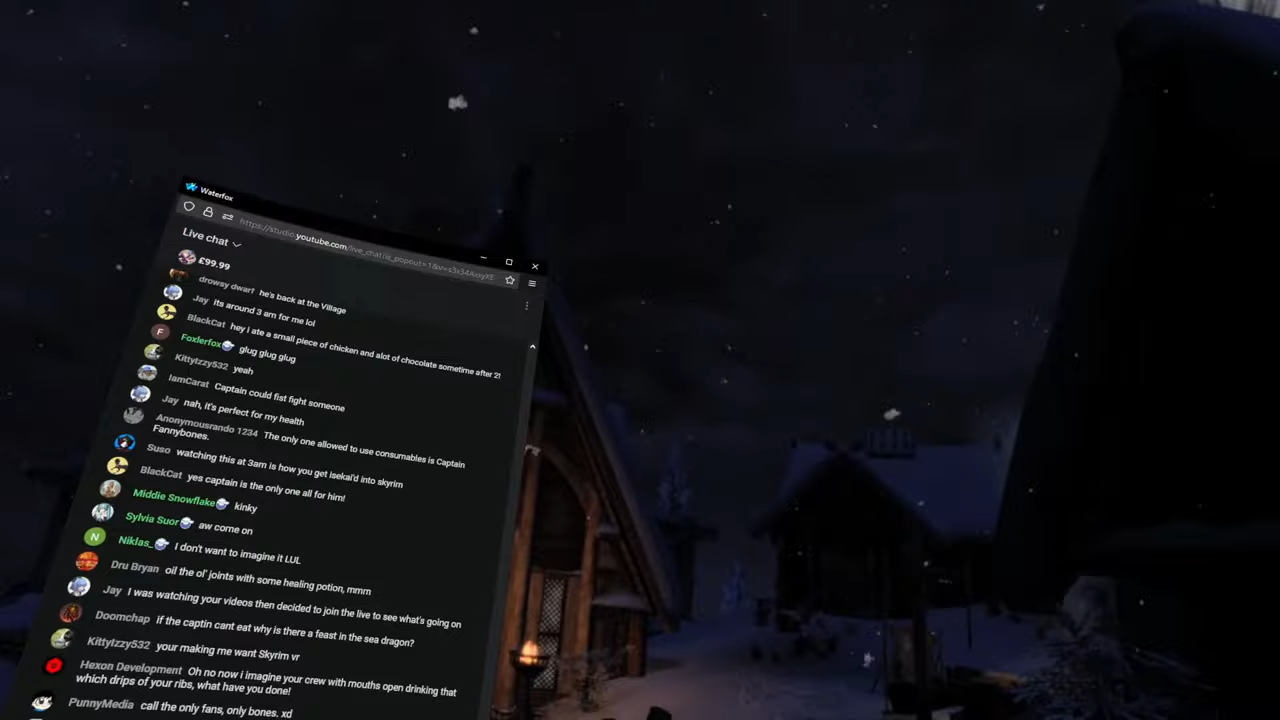 Waterfox
https://studio.youtube.com/live_chat?is_popout=1&v=
Live chat
£99.99
drowsy dwarf he's back at the Village
Jay its around 3 am for me lol
BlackCat hey i ate a small piece of chicken and alot of chocolate sometime after 2!
F
Foxlerfox glug glug glug
KittyIzzy532 yeah
IamCarat Captain could fist fight someone
Jay nah, it's perfect for my health
Anonymousrando 1234 The only one allowed to use consumables is Captain
Fannybones.
Suso watching this at 3am is how you get Isekai'd into skyrim
BlackCat yes captain is the only one all for him!
Middie Snowflake kinky
Sylvia Suor aw come on
N
Niklas_ I don't want to imagine it LUL
Dru Bryan oil the ol' joints with some healing potion, mmm
Jay I was watching your videos then decided to join the live to see what's going on
Doomchap if the captin cant eat why is there a feast in the sea dragon?
KittyIzzy532 your making me want Skyrim vr
Hexon Development Oh no now i imagine your crew with mouths open drinking that
which drips of your ribs, what have you done!
PunnyMedia call the only fans, only bones. xd